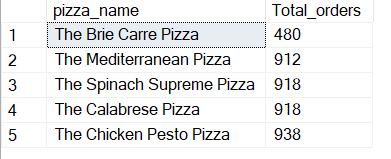 pizza_name Total_orders
1 The Brie Carre Pizza 480
2 The Mediterranean Pizza 912
3 The Spinach Supreme Pizza 918
4 The Calabrese Pizza 918
5 The Chicken Pesto Pizza 938